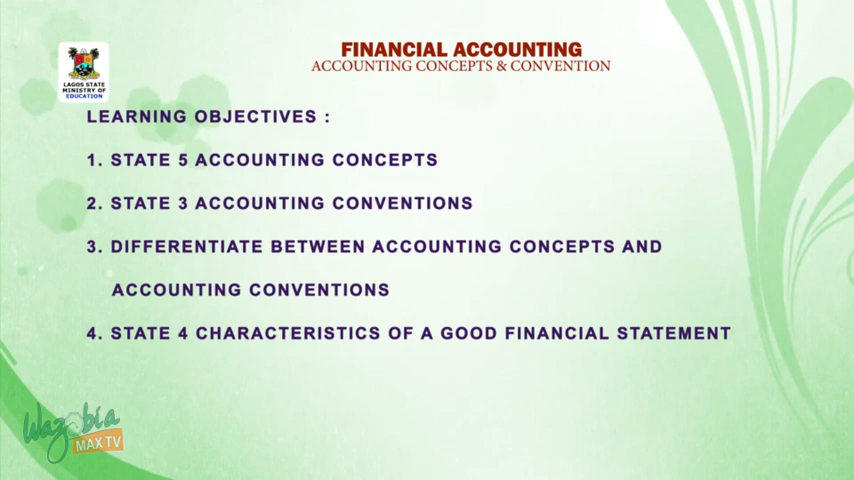 FINANCIAL ACCOUNTING
ACCOUNTING CONCEPTS & CONVENTION
LAGOS STATE
MINISTRY OF
EDUCATION
LEARNING OBJECTIVES :
1. STATE 5 ACCOUNTING CONCEPTS
2. STATE 3 ACCOUNTING CONVENTIONS
3. DIFFERENTIATE BETWEEN ACCOUNTING CONCEPTS AND
ACCOUNTING CONVENTIONS
4. STATE 4 CHARACTERISTICS OF A GOOD FINANCIAL STATEMENT
Wazobia
MAX TV